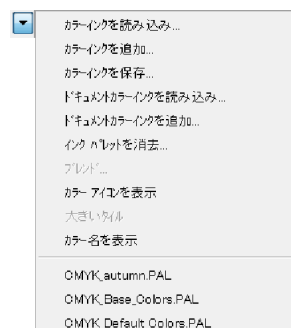 カラーインクを読み込み...
カラーインクを追加...
カラーインクを保存...
ドキュメントカラーインクを読み込み...
ドキュメントカラーインクを追加...
インク パレットを消去...
ブレンド...
カラー アイコンを表示
大きいタイル
カラー名を表示
CMYK_autumn.PAL
CMYK_Base_Colors.PAL
CMYK Default Colors.PAL